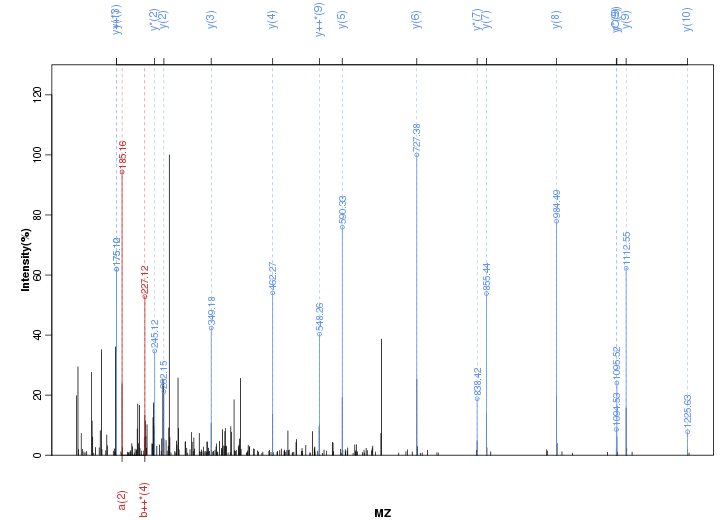 y*(2)
y(2)
y(3)
y(4)
y++*(9)
y(5)
y(6)
y*(7)
y(7)
y(8)
y(9)
y(10)
120
100
80
60
40
20
0
Intensity(%)
175.10
185.16
227.12
245.12
262.15
349.18
462.27
548.26
590.33
727.38
838.42
855.44
984.49
1094.53
1095.52
1112.55
1225.63
a(2)
b++*(4)
MZ